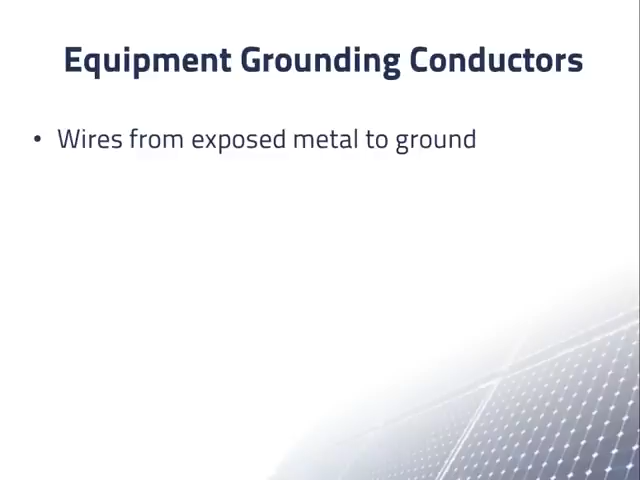 Equipment Grounding Conductors
• Wires from exposed metal to ground